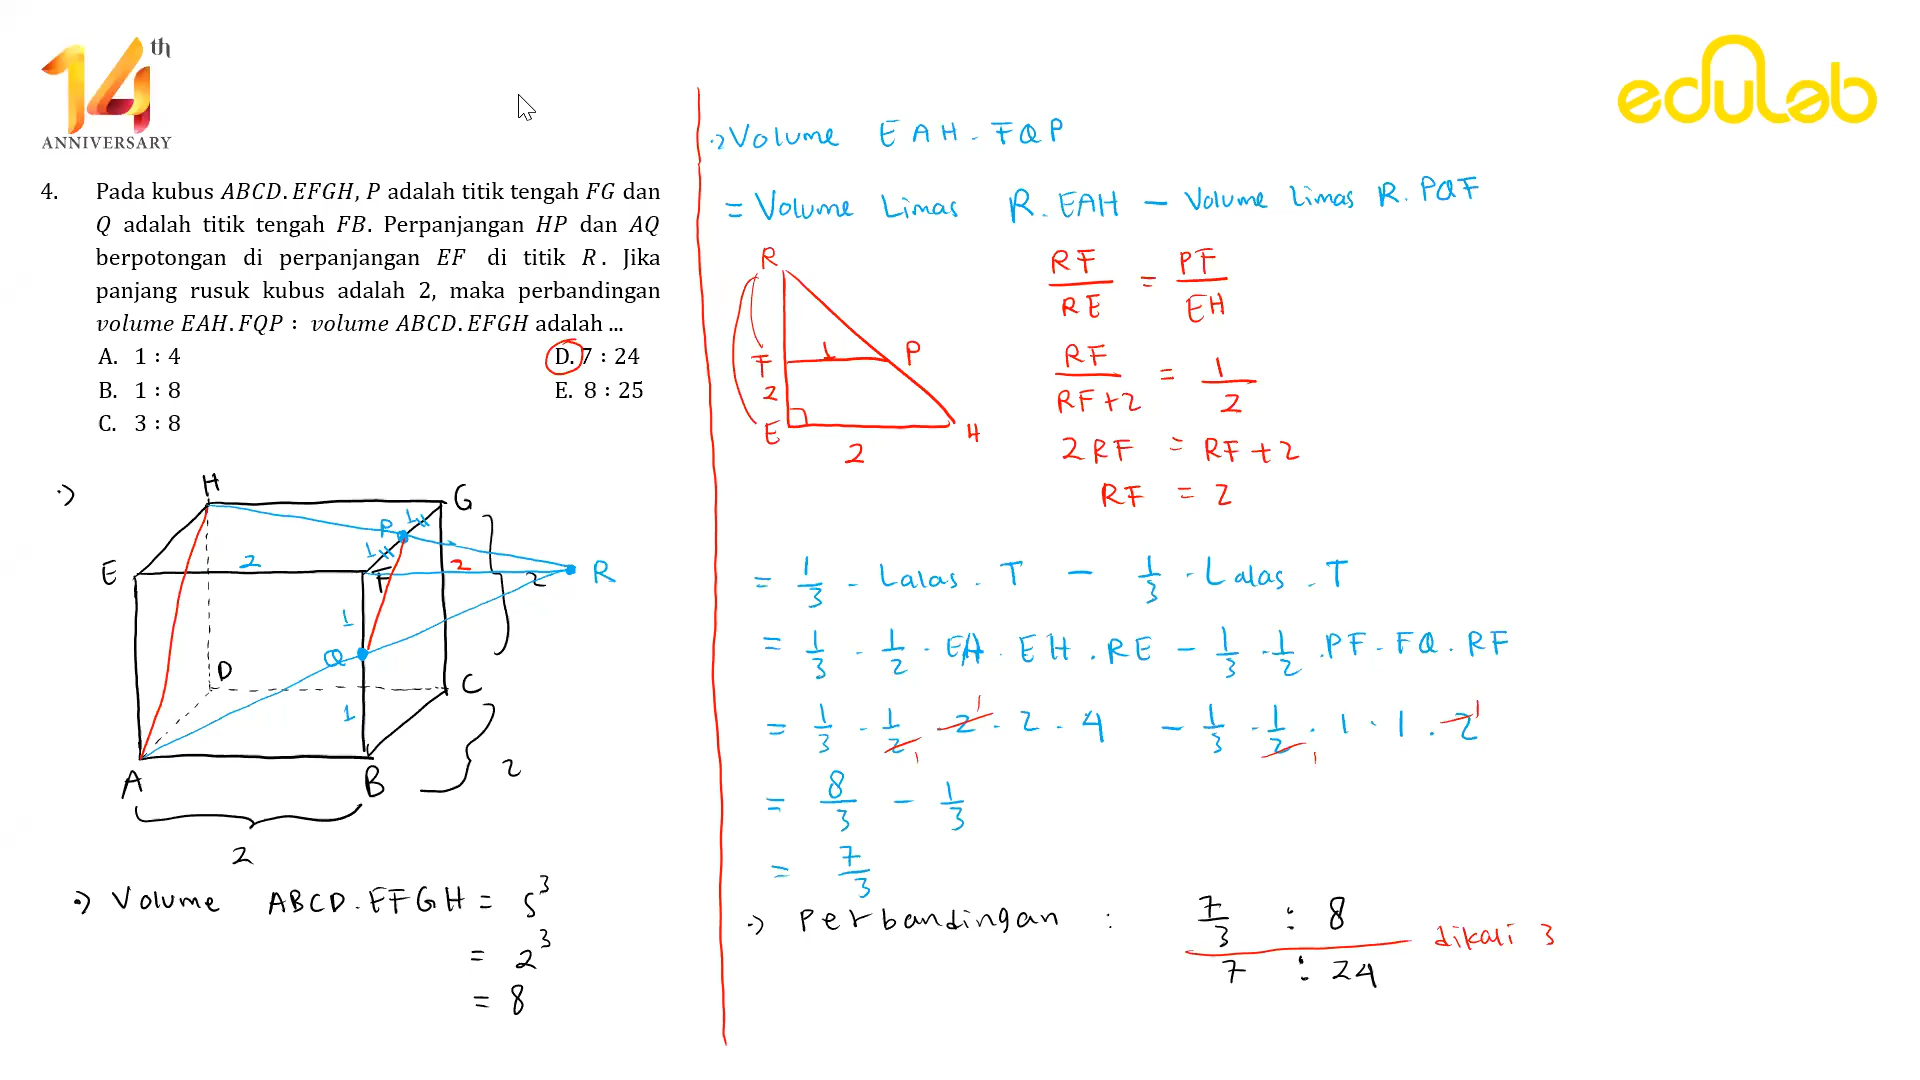 14th
ANNIVERSARY
edulab
4. Pada kubus ABCD.EFGH, P adalah titik tengah FG dan
Q adalah titik tengah FB. Perpanjangan HP dan AQ
berpotongan di perpanjangan EF di titik R. Jika
panjang rusuk kubus adalah 2, maka perbandingan
volume EAH.FQP : volume ABCD.EFGH adalah ...
A. 1 : 4
B. 1 : 8
C. 3 : 8
D. 7 : 24
E. 8 : 25
H
G
P
1
1
E
2
F
2
2
R
1
Q
D
C
1
A
B
2
2
Volume ABCD.EFGH = s³
= 2³
= 8
Volume EAH.FQP
= Volume Limas R.EAH − Volume Limas R.PQF
R
F
1
P
2
E
2
H
RF/RE = PF/EH
RF/RF+2 = 1/2
2RF = RF+2
RF = 2
= 1/3 . Lalas . T − 1/3 . Lalas . T
= 1/3 . 1/2 . EA . EH . RE − 1/3 . 1/2 . PF . FQ . RF
= 1/3 . 1/2 . 2 . 2 . 4 − 1/3 . 1/2 . 1 . 1 . 2
= 8/3 − 1/3
= 7/3
Perbandingan : 7/3 : 8
dikali 3
7 : 24